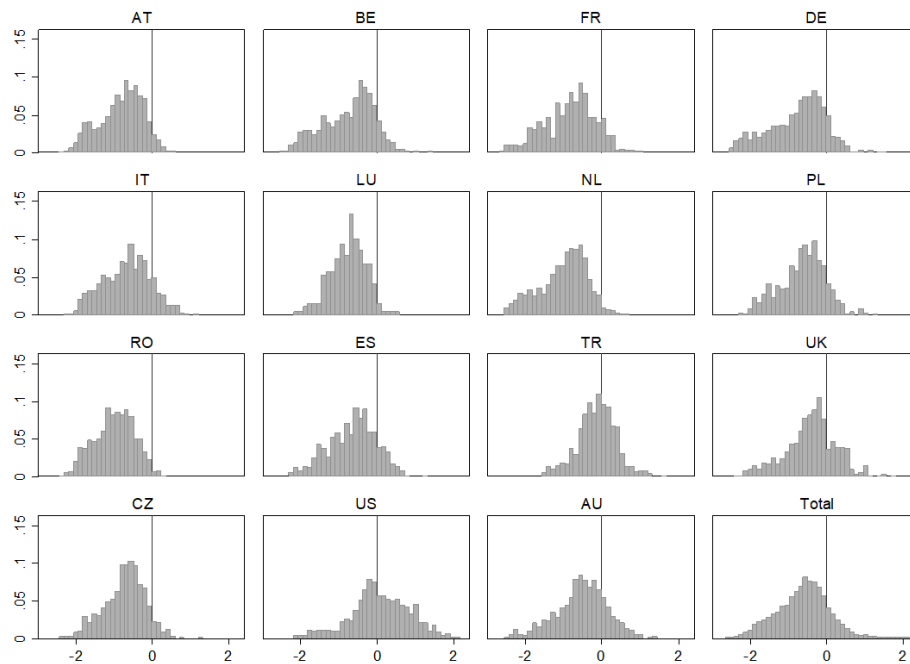 AT BE FR DE
0 .05 .1 .15
IT LU NL PL
0 .05 .1 .15
RO ES TR UK
0 .05 .1 .15
CZ US AU Total
0 .05 .1 .15
-2 0 2 -2 0 2 -2 0 2 -2 0 2